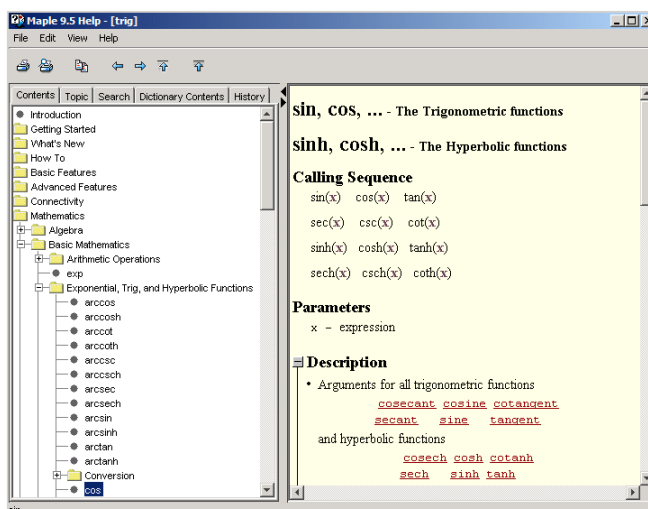 Maple 9.5 Help - [trig]
File Edit View Help
Contents Topic Search Dictionary Contents History
Introduction
Getting Started
What's New
How To
Basic Features
Advanced Features
Connectivity
Mathematics
Algebra
Basic Mathematics
Arithmetic Operations
exp
Exponential, Trig, and Hyperbolic Functions
arccos
arccosh
arccot
arccoth
arccsc
arccsch
arcsec
arcsech
arcsin
arcsinh
arctan
arctanh
Conversion
cos
sin, cos, ... - The Trigonometric functions
sinh, cosh, ... - The Hyperbolic functions
Calling Sequence
sin(x) cos(x) tan(x)
sec(x) csc(x) cot(x)
sinh(x) cosh(x) tanh(x)
sech(x) csch(x) coth(x)
Parameters
x - expression
Description
• Arguments for all trigonometric functions
cosecant cosine cotangent
secant sine tangent
and hyperbolic functions
cosech cosh cotanh
sech sinh tanh